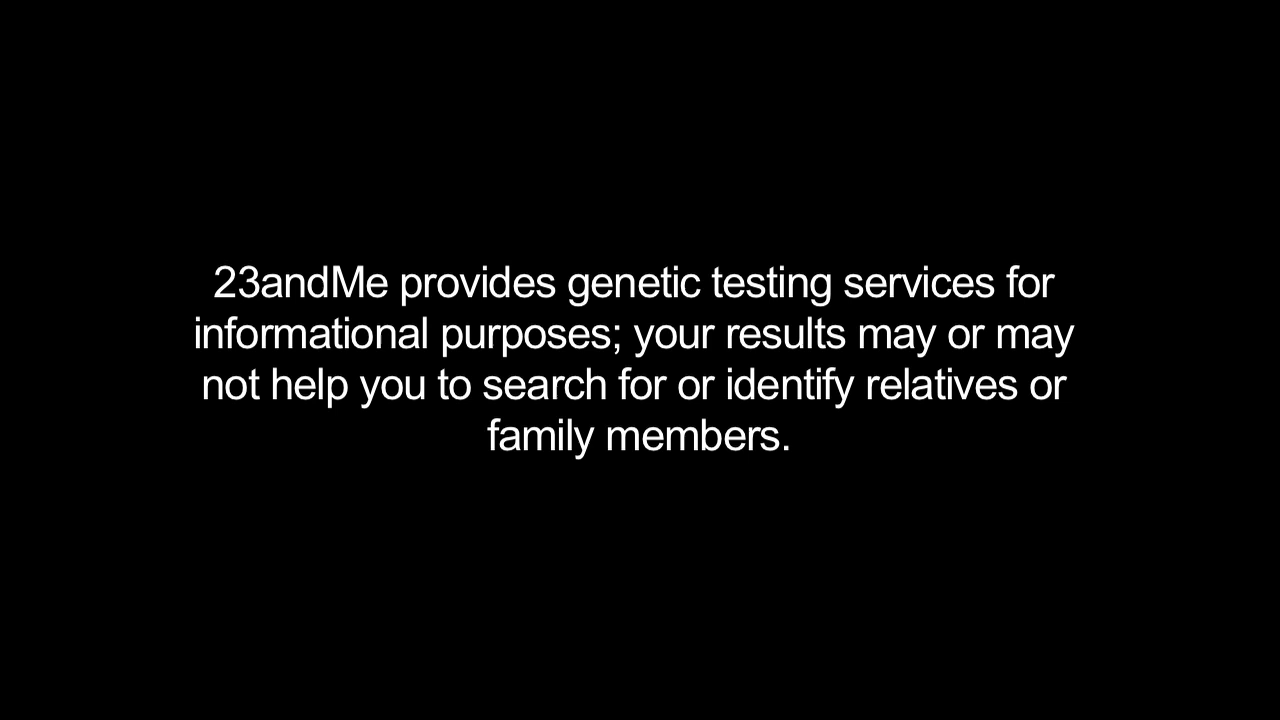 23andMe provides genetic testing services for
informational purposes; your results may or may
not help you to search for or identify relatives or
family members.